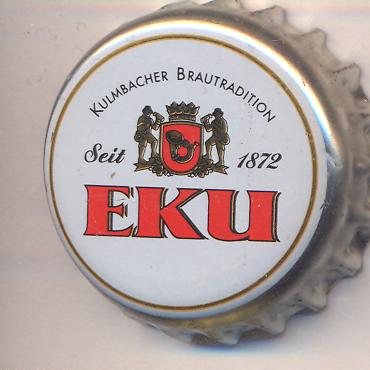 KULMBACHER BRAUTRADITION
Seit 1872
EKU